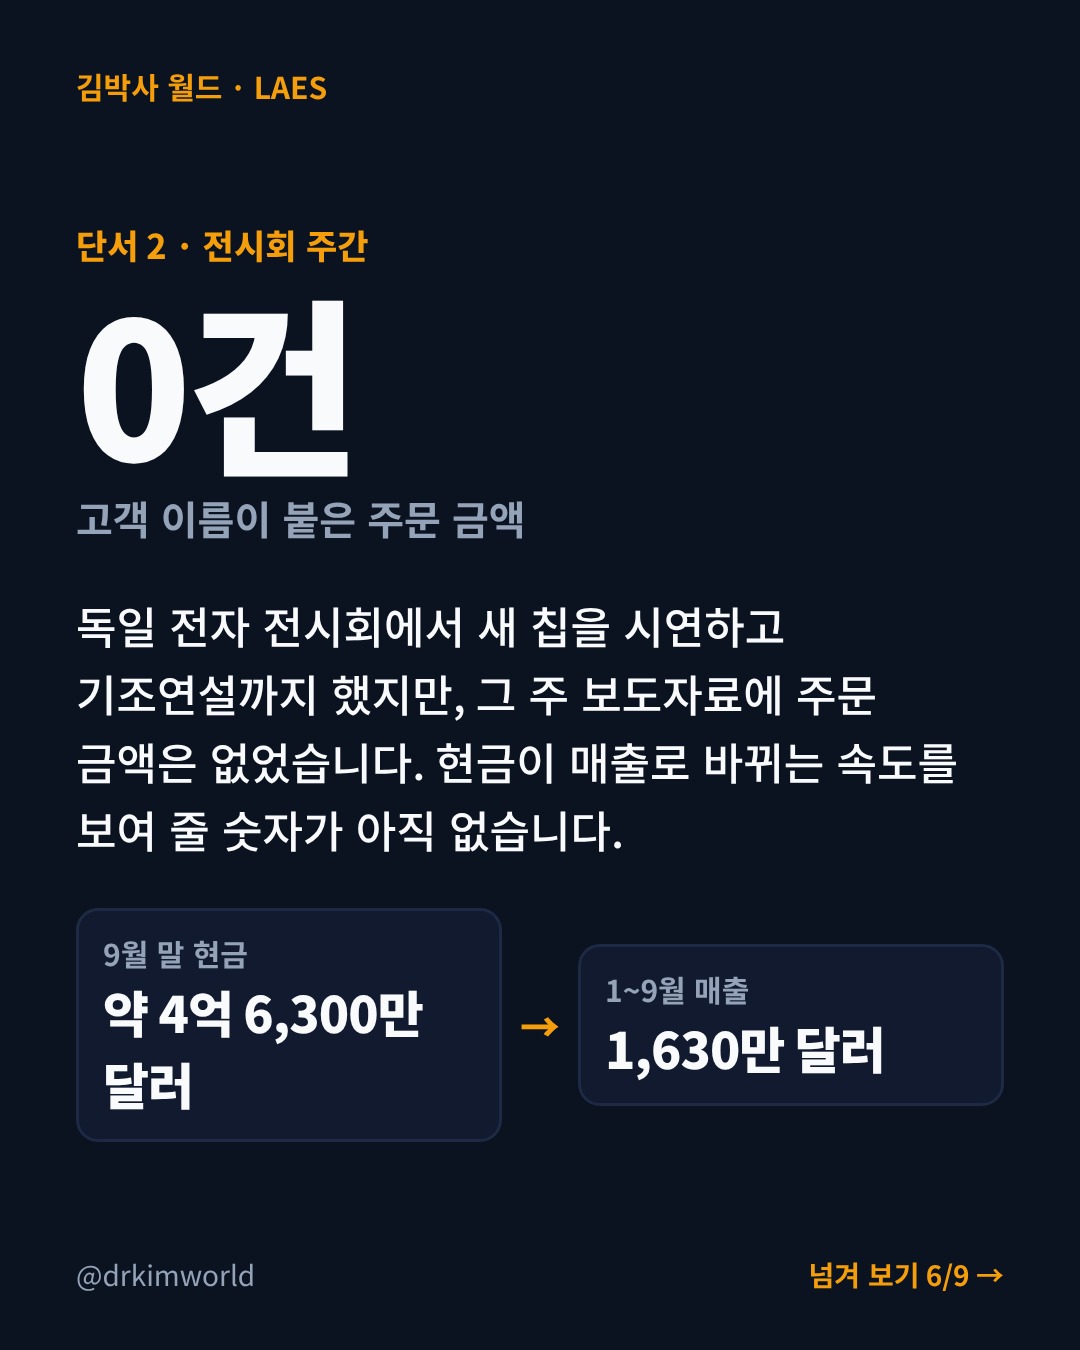 김박사 월드 · LAES
단서 2 · 전시회 주간
0건
고객 이름이 붙은 주문 금액
독일 전자 전시회에서 새 칩을 시연하고
기조연설까지 했지만, 그 주 보도자료에 주문
금액은 없었습니다. 현금이 매출로 바뀌는 속도를
보여 줄 숫자가 아직 없습니다.
9월 말 현금
약 4억 6,300만
달러
→
1~9월 매출
1,630만 달러
@drkimworld
넘겨 보기 6/9 →